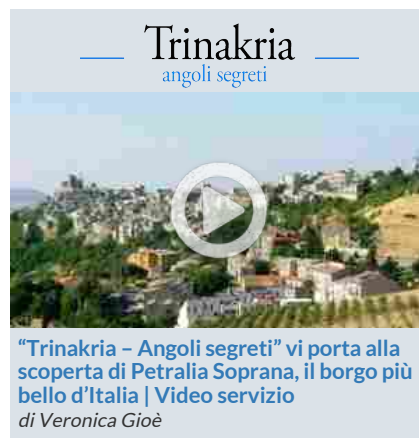 Trinakria
angoli segreti
“Trinakria – Angoli segreti” vi porta alla
scoperta di Petralia Soprana, il borgo più
bello d’Italia | Video servizio
di Veronica Gioè